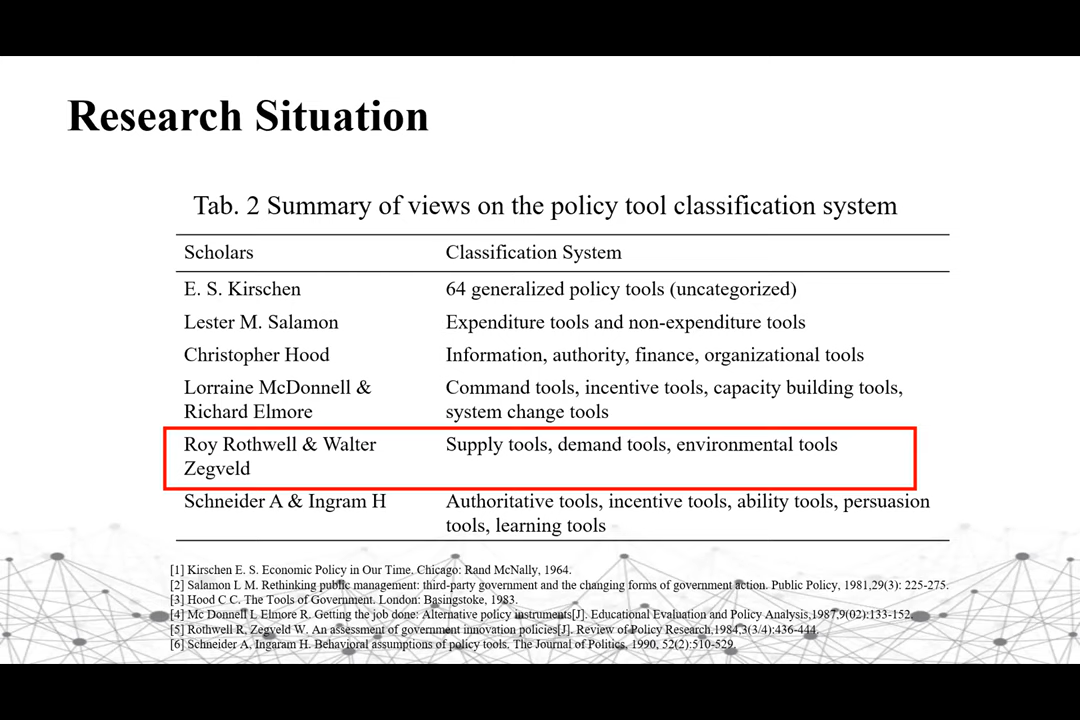 Research Situation
Tab. 2 Summary of views on the policy tool classification system
Scholars Classification System
E. S. Kirschen 64 generalized policy tools (uncategorized)
Lester M. Salamon Expenditure tools and non-expenditure tools
Christopher Hood Information, authority, finance, organizational tools
Lorraine McDonnell & Command tools, incentive tools, capacity building tools,
Richard Elmore system change tools
Roy Rothwell & Walter Supply tools, demand tools, environmental tools
Zegveld
Schneider A & Ingram H Authoritative tools, incentive tools, ability tools, persuasion
tools, learning tools
[1] Kirschen E. S. Economic Policy in Our Time. Chicago: Rand McNally, 1964.
[2] Salamon L M. Rethinking public management: third-party government and the changing forms of government action. Public Policy, 1981,29(3): 225-275.
[3] Hood C C. The Tools of Government. London: Basingstoke, 1983.
[4] Mc Donnell L Elmore R. Getting the job done: Alternative policy instruments[J]. Educational Evaluation and Policy Analysis,1987,9(02):133-152.
[5] Rothwell R, Zegveld W. An assessment of government innovation policies[J]. Review of Policy Research,1984,3(3/4):436-444.
[6] Schneider A, Ingaram H. Behavioral assumptions of policy tools. The Journal of Politics, 1990, 52(2):510-529.